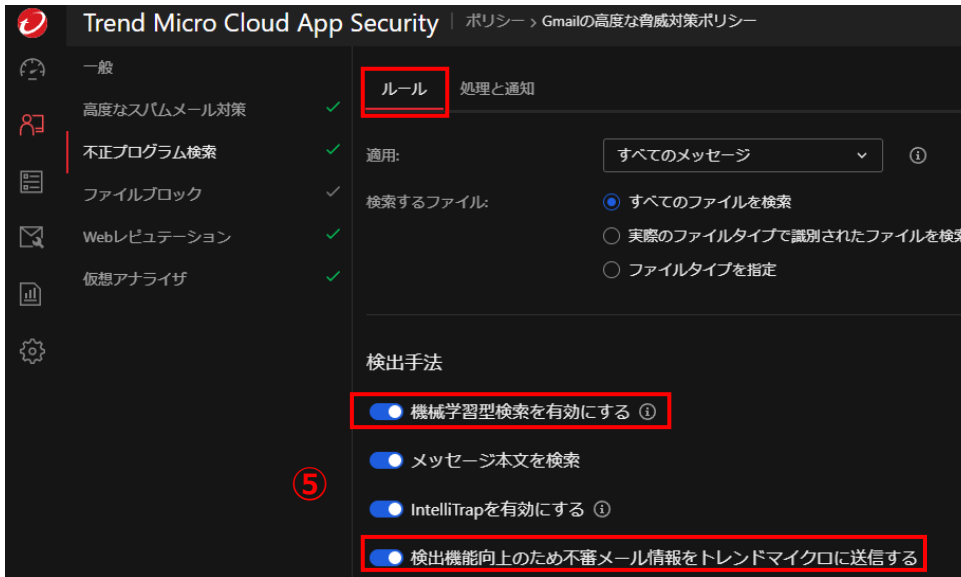 Trend Micro Cloud App Security | ポリシー > Gmailの高度な脅威対策ポリシー
一般
高度なスパムメール対策
不正プログラム検索
ファイルブロック
Webレピュテーション
仮想アナライザ
ルール 処理と通知
適用: すべてのメッセージ
検索するファイル: すべてのファイルを検索
実際のファイルタイプで識別されたファイルを検索
ファイルタイプを指定
検出手法
機械学習型検索を有効にする
メッセージ本文を検索
⑤
IntelliTrapを有効にする
検出機能向上のため不審メール情報をトレンドマイクロに送信する